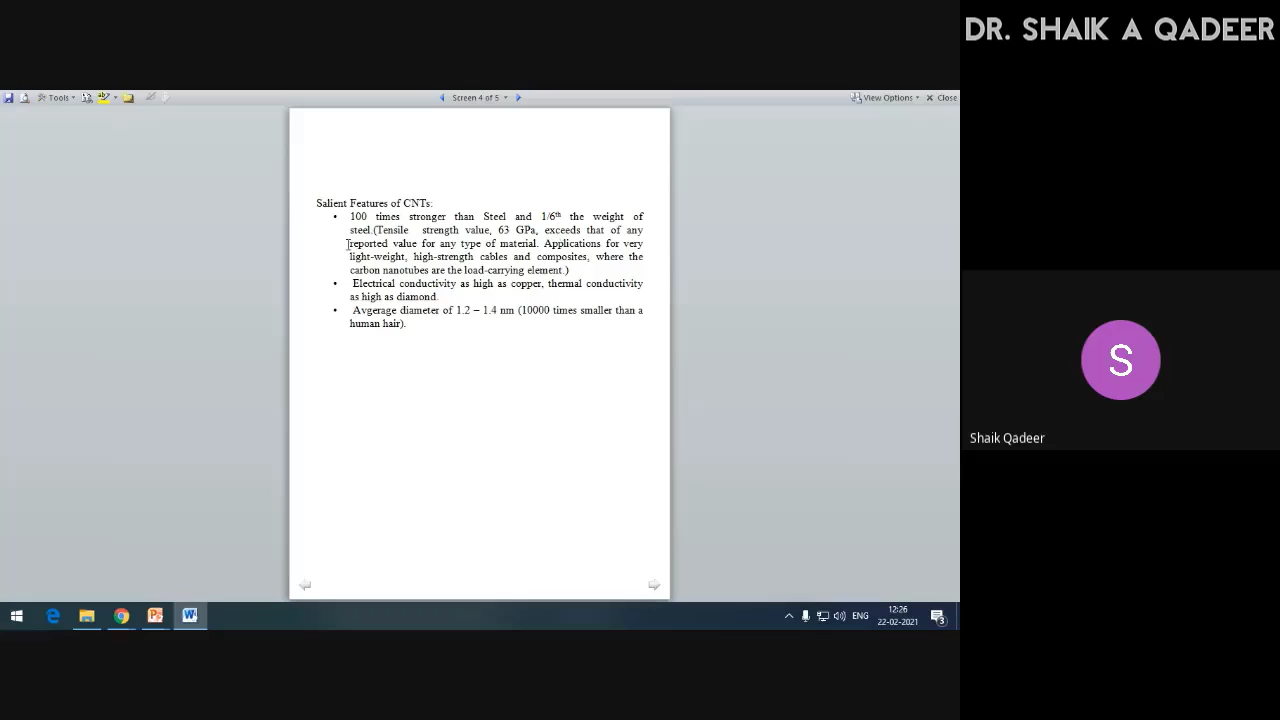 DR. SHAIK A QADEER
Tools
Screen 4 of 5
View Options
Close
Salient Features of CNTs:
• 100 times stronger than Steel and 1/6th the weight of
steel.(Tensile strength value, 63 GPa, exceeds that of any
reported value for any type of material. Applications for very
light-weight, high-strength cables and composites, where the
carbon nanotubes are the load-carrying element.)
• Electrical conductivity as high as copper, thermal conductivity
as high as diamond.
• Avgerage diameter of 1.2 – 1.4 nm (10000 times smaller than a
human hair).
S
Shaik Qadeer
ENG
12:26
22-02-2021
3